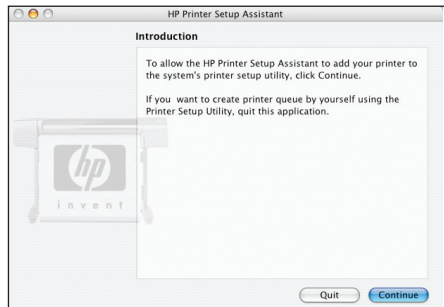 HP Printer Setup Assistant
Introduction
To allow the HP Printer Setup Assistant to add your printer to
the system's printer setup utility, click Continue.
If you want to create printer queue by yourself using the
Printer Setup Utility, quit this application.
hp
invent
Quit
Continue